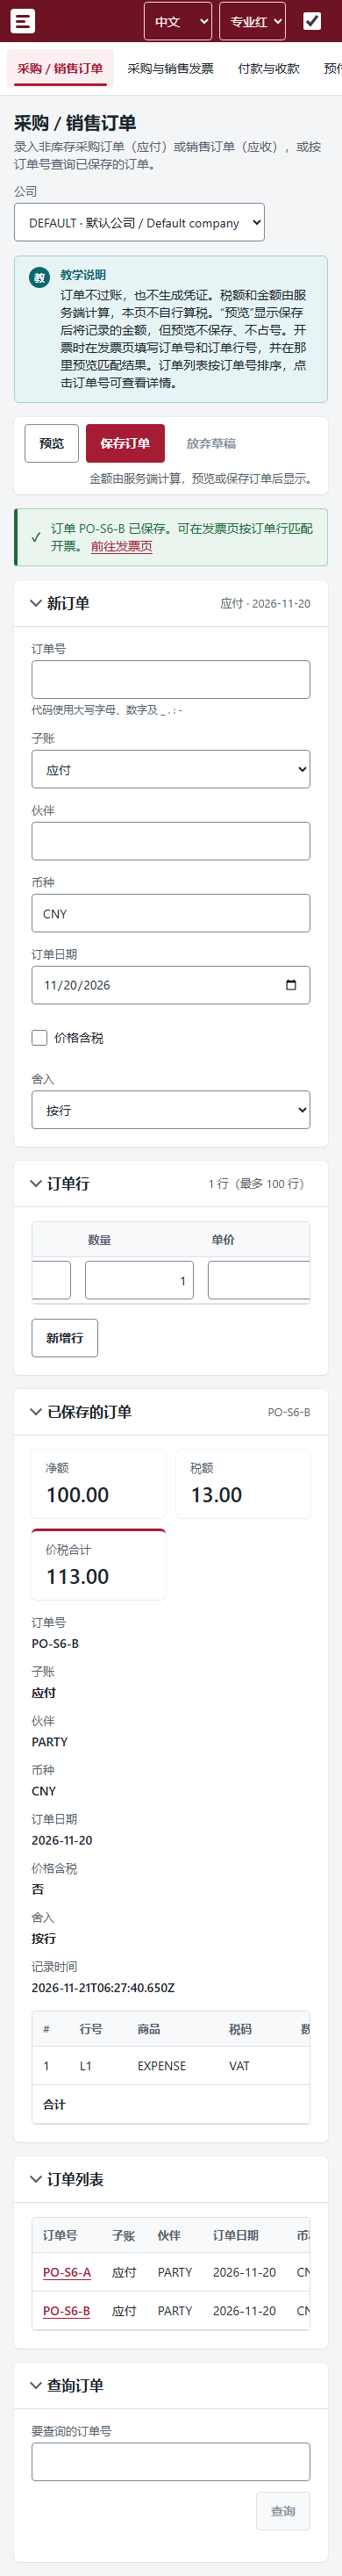 中文 专业红
采购 / 销售订单 采购与销售发票 付款与收款
采购 / 销售订单
录入非库存采购订单（应付）或销售订单（应收），或按
订单号查询已保存的订单。
公司
DEFAULT · 默认公司 / Default company
教 教学说明
订单不过账，也不生成凭证。税额和金额由服
务端计算，本页不自行算税。“预览”显示保存
后将记录的金额，但预览不保存、不占号。开
票时在发票页填写订单号和订单行号，并在那
里预览匹配结果。订单列表按订单号排序，点
击订单号可查看详情。
预览 保存订单 放弃草稿
金额由服务端计算，预览或保存订单后显示。
✓ 订单 PO-S6-B 已保存。可在发票页按订单行匹配
开票。 前往发票页
新订单 应付 · 2026-11-20
订单号
代码使用大写字母、数字及 _ . : -
子账
应付
伙伴
币种
CNY
订单日期
11/20/2026
价格含税
舍入
按行
订单行 1 行（最多 100 行）
数量 单价
1
新增行
已保存的订单 PO-S6-B
净额 税额
100.00 13.00
价税合计
113.00
订单号
PO-S6-B
子账
应付
伙伴
PARTY
币种
CNY
订单日期
2026-11-20
价格含税
否
舍入
按行
记录时间
2026-11-21T06:27:40.650Z
# 行号 商品 税码
1 L1 EXPENSE VAT
合计
订单列表
订单号 子账 伙伴 订单日期
PO-S6-A 应付 PARTY 2026-11-20
PO-S6-B 应付 PARTY 2026-11-20
查询订单
要查询的订单号
查询